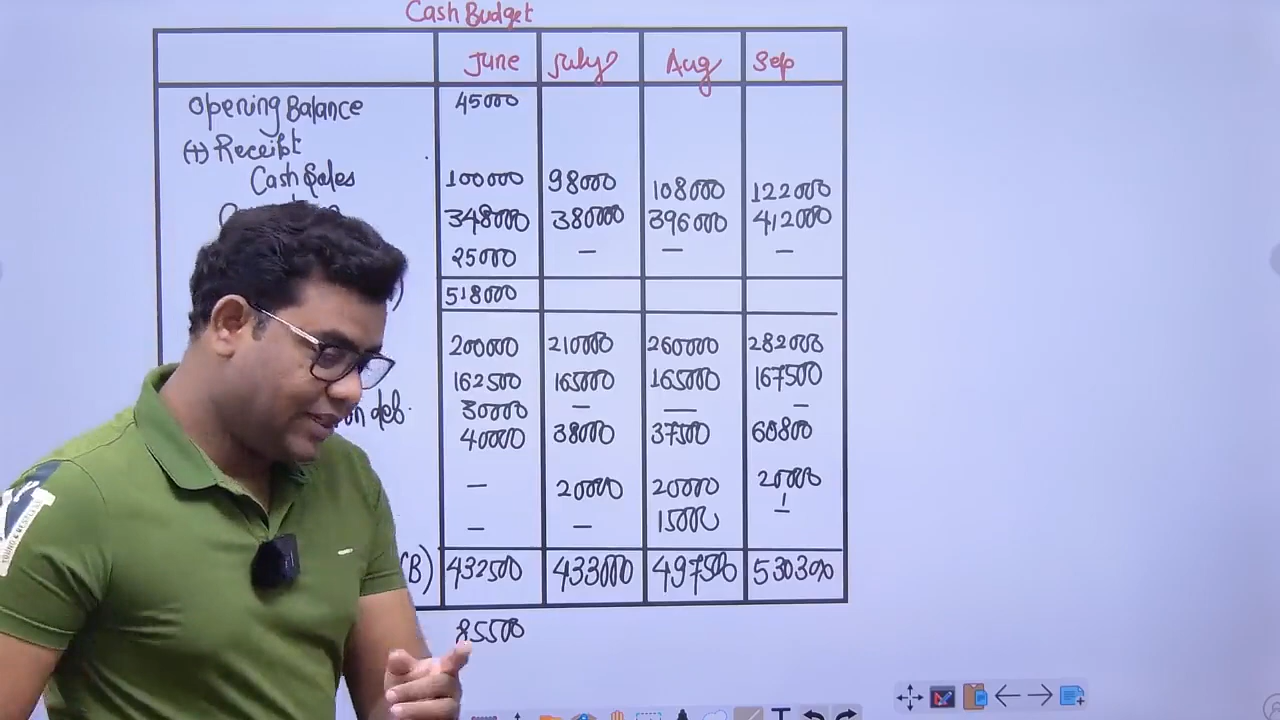 Cash Budget
June July Aug Sep
Opening Balance 45000
(+) Receipt
Cash Sales 100000 98000 108000 122000
348000 380000 396000 412000
25000 – – –
) 518000
200000 210000 260000 282000
162500 165000 165000 167500
on deb. 30000 – – –
40000 38000 37500 60800
– 20000 20000 20000
– – 15000 –
(B) 432500 433000 497500 530300
85500